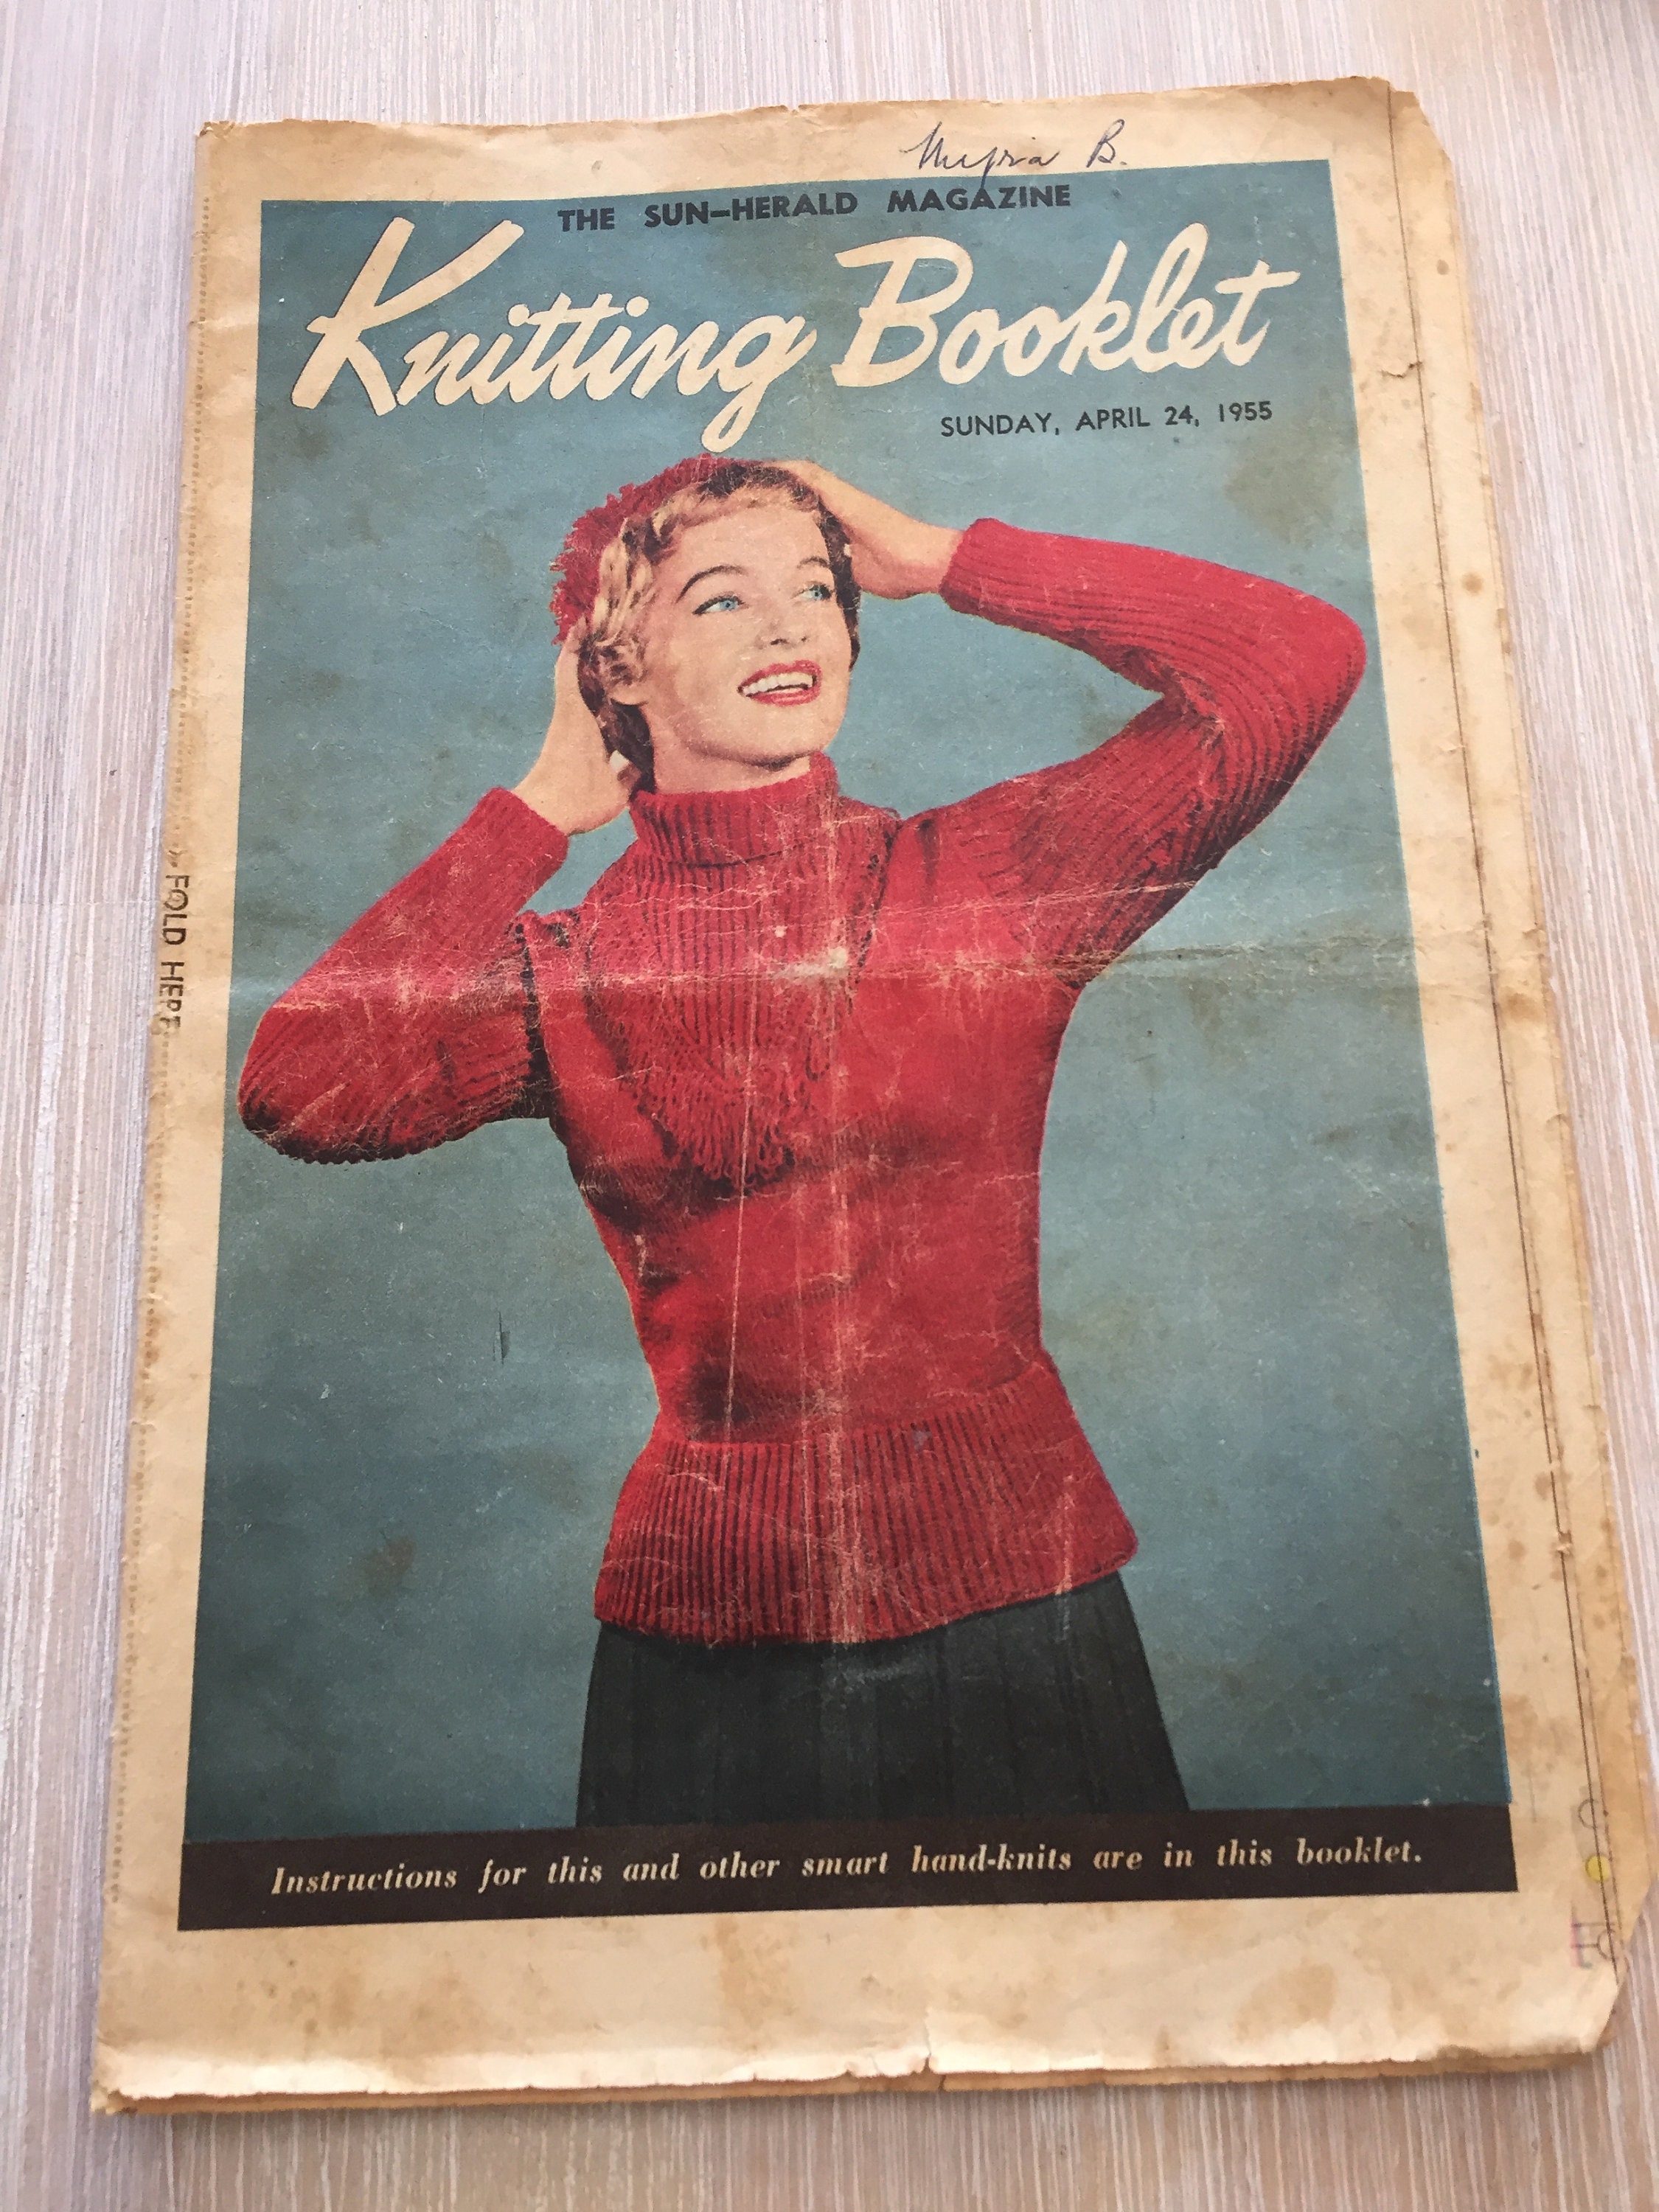 B.
THE SUN-HERALD MAGAZINE
Knitting Booklet
SUNDAY, APRIL 24, 1955
FOLD HERE
Instructions for this and other smart hand-knits are in this booklet.